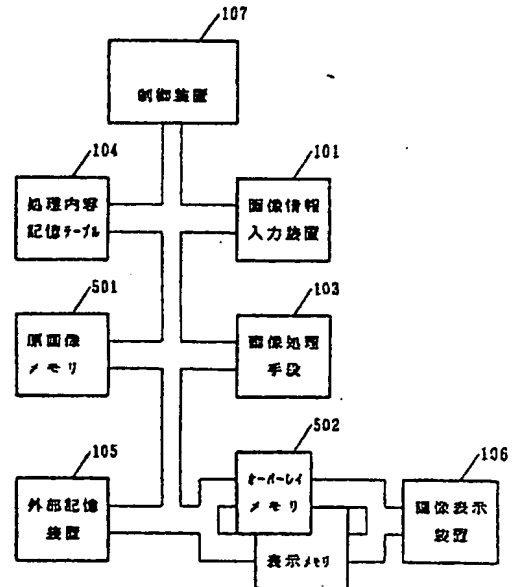 107
制御装置
104
101
処理内容
記憶テーブル
画像情報
入力装置
501
103
原画像
メモリ
画像処理
手段
502
105
106
オーバーレイ
メモリ
外部記憶
装置
画像表示
装置
表示メモリ